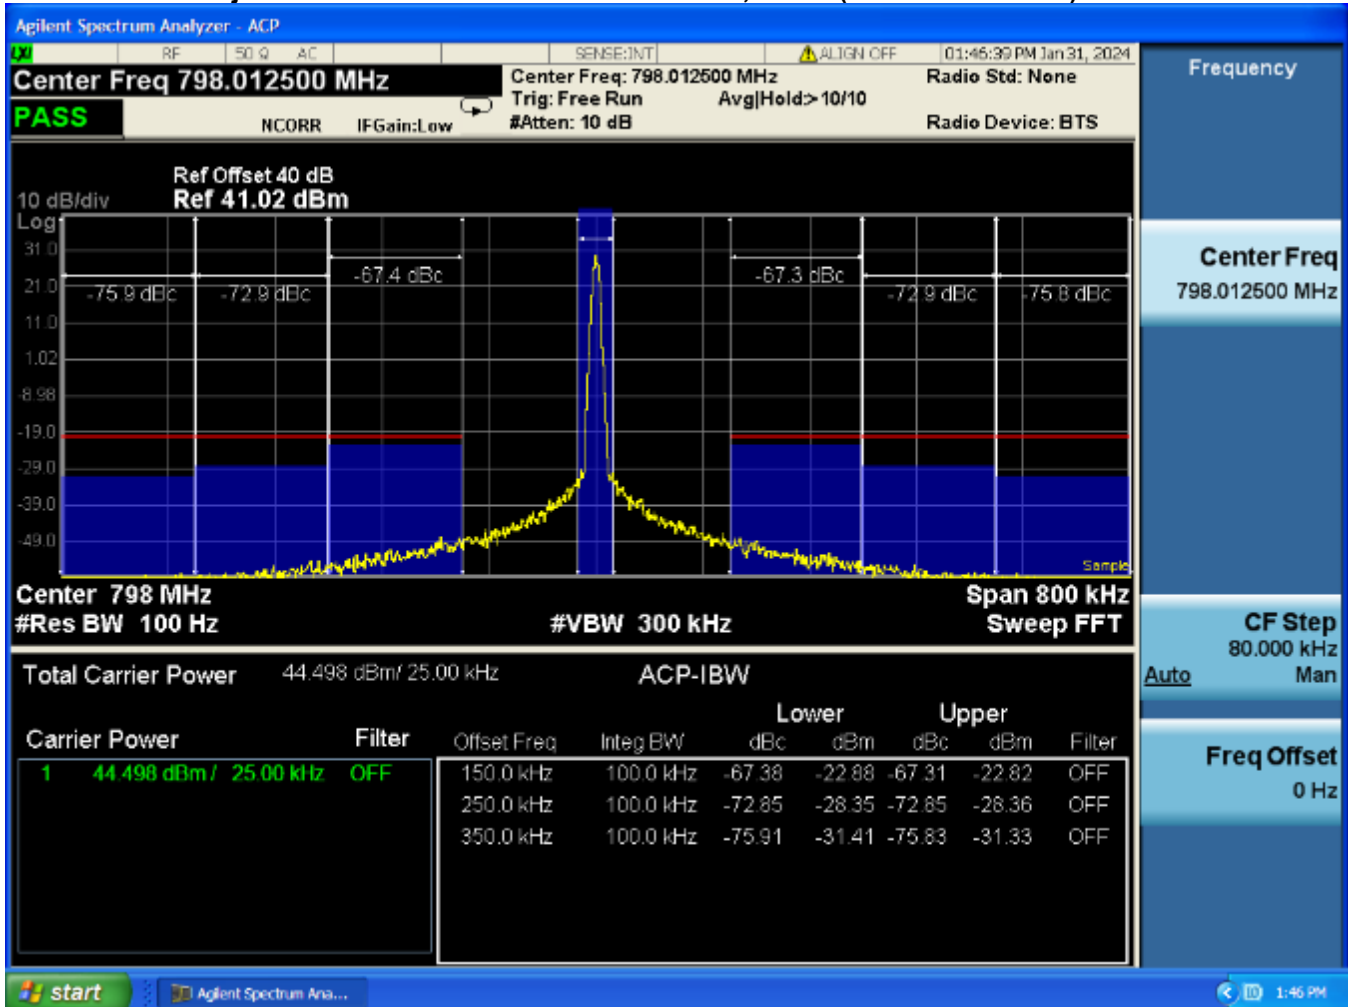 Agilent Spectrum Analyzer - ACP
LXI RF 50 Ω AC SENSE:INT ALIGN OFF 01:46:39 PM Jan 31, 2024
Center Freq 798.012500 MHz
Center Freq: 798.012500 MHz
Radio Std: None
Trig: Free Run Avg|Hold:>10/10
PASS
NCORR IFGain:Low
#Atten: 10 dB
Radio Device: BTS
Ref Offset 40 dB
10 dB/div Ref 41.02 dBm
Log
31.0
21.0
11.0
1.02
-8.98
-19.0
-29.0
-39.0
-49.0
-75.9 dBc -72.9 dBc -67.4 dBc -67.3 dBc -72.9 dBc -75.8 dBc
Sample
Center 798 MHz Span 800 kHz
#Res BW 100 Hz #VBW 300 kHz Sweep FFT
Total Carrier Power 44.498 dBm/ 25.00 kHz ACP-IBW
Lower Upper
Carrier Power Filter Offset Freq Integ BW dBc dBm dBc dBm Filter
1 44.498 dBm / 25.00 kHz OFF 150.0 kHz 100.0 kHz -67.38 -22.88 -67.31 -22.82 OFF
250.0 kHz 100.0 kHz -72.85 -28.35 -72.85 -28.36 OFF
350.0 kHz 100.0 kHz -75.91 -31.41 -75.83 -31.33 OFF
Frequency
Center Freq
798.012500 MHz
CF Step
80.000 kHz
Auto Man
Freq Offset
0 Hz
start Agilent Spectrum Ana... 1:46 PM